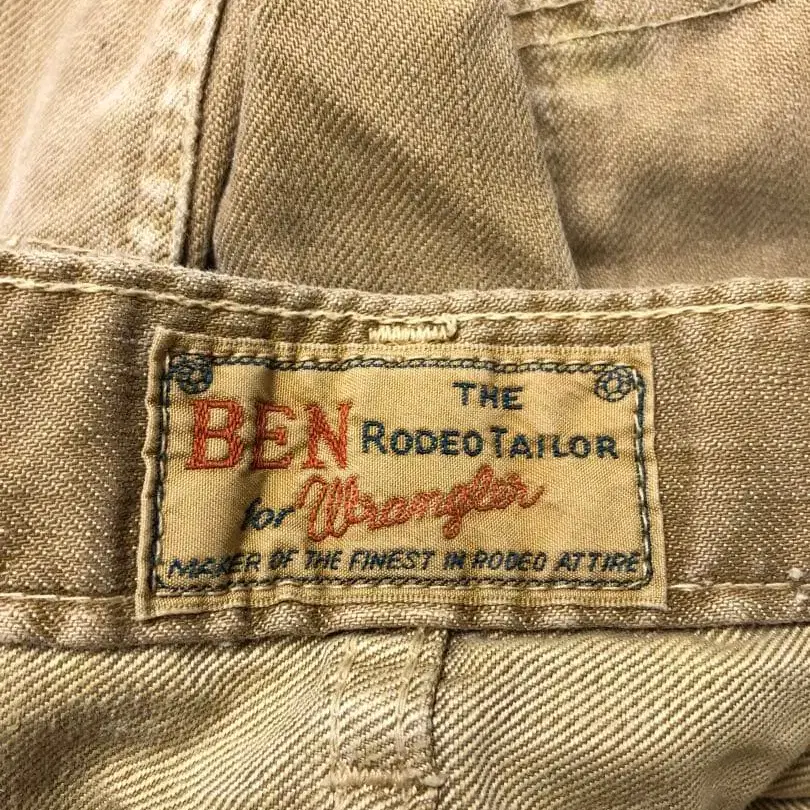 BEN THE
RODEO TAILOR
for Wrangler
MAKER OF THE FINEST IN RODEO ATTIRE